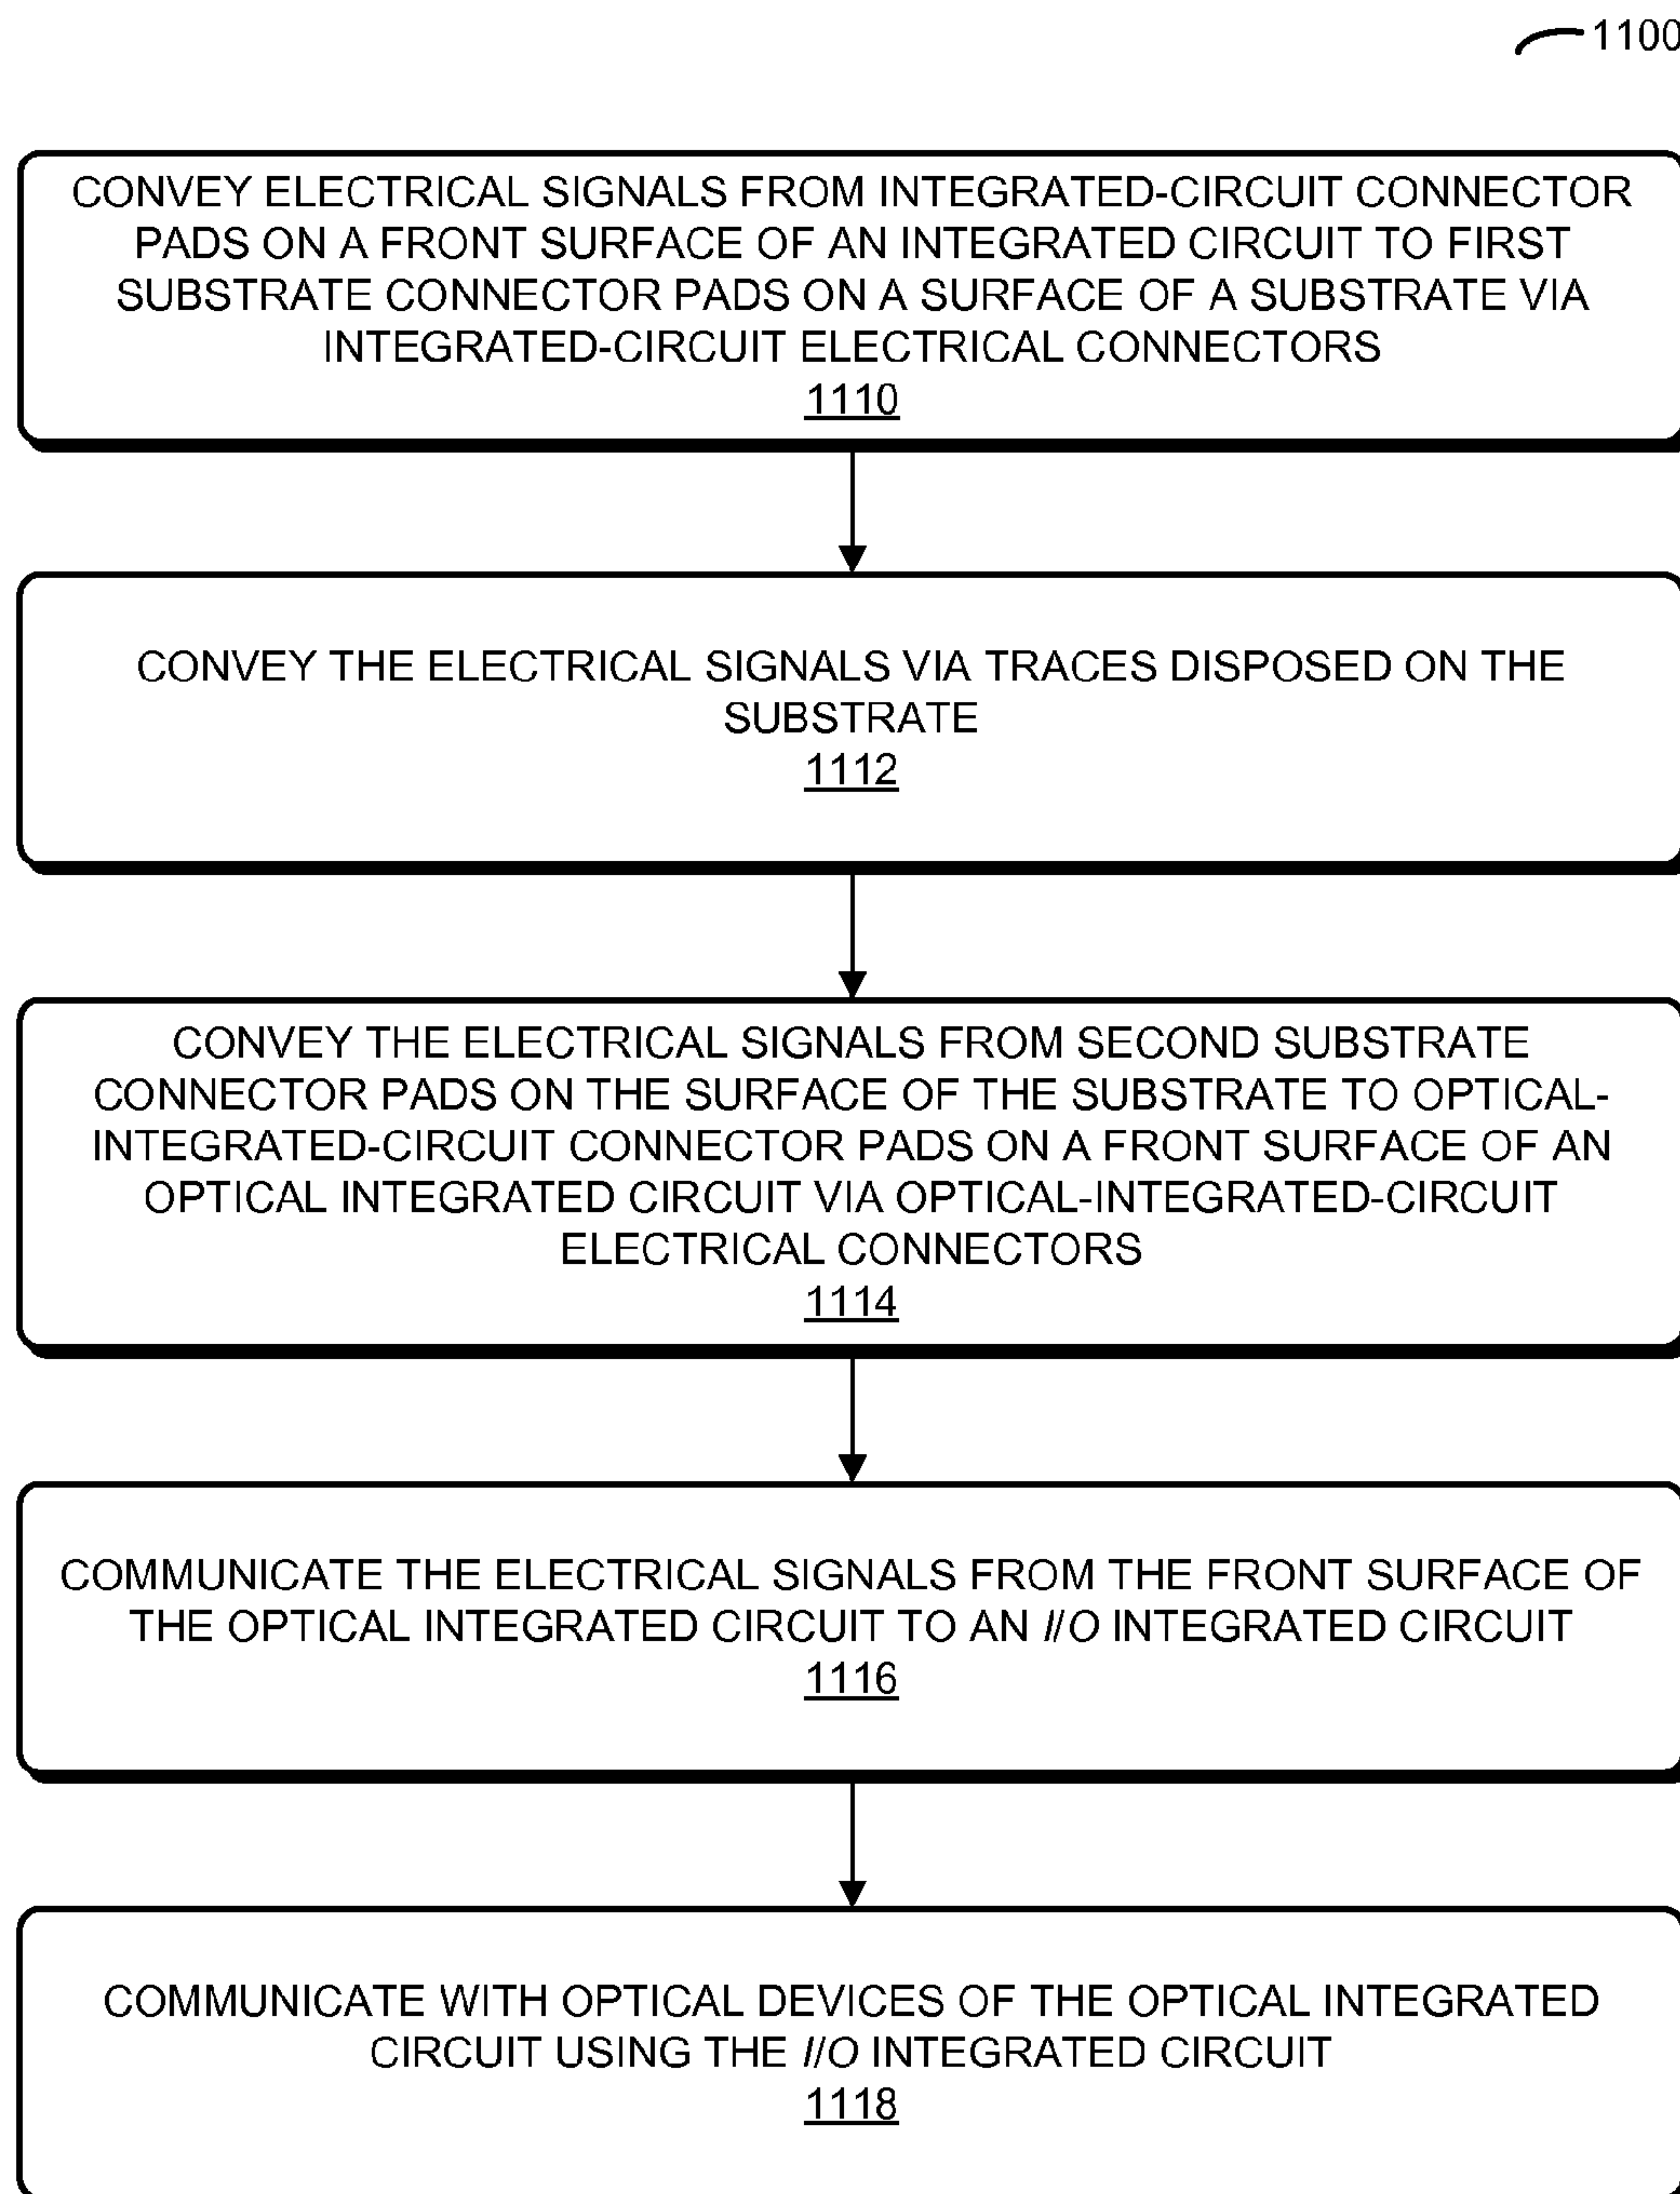 1100
CONVEY ELECTRICAL SIGNALS FROM INTEGRATED-CIRCUIT CONNECTOR
PADS ON A FRONT SURFACE OF AN INTEGRATED CIRCUIT TO FIRST
SUBSTRATE CONNECTOR PADS ON A SURFACE OF A SUBSTRATE VIA
INTEGRATED-CIRCUIT ELECTRICAL CONNECTORS
1110
CONVEY THE ELECTRICAL SIGNALS VIA TRACES DISPOSED ON THE
SUBSTRATE
1112
CONVEY THE ELECTRICAL SIGNALS FROM SECOND SUBSTRATE
CONNECTOR PADS ON THE SURFACE OF THE SUBSTRATE TO OPTICAL-
INTEGRATED-CIRCUIT CONNECTOR PADS ON A FRONT SURFACE OF AN
OPTICAL INTEGRATED CIRCUIT VIA OPTICAL-INTEGRATED-CIRCUIT
ELECTRICAL CONNECTORS
1114
COMMUNICATE THE ELECTRICAL SIGNALS FROM THE FRONT SURFACE OF
THE OPTICAL INTEGRATED CIRCUIT TO AN I/O INTEGRATED CIRCUIT
1116
COMMUNICATE WITH OPTICAL DEVICES OF THE OPTICAL INTEGRATED
CIRCUIT USING THE I/O INTEGRATED CIRCUIT
1118